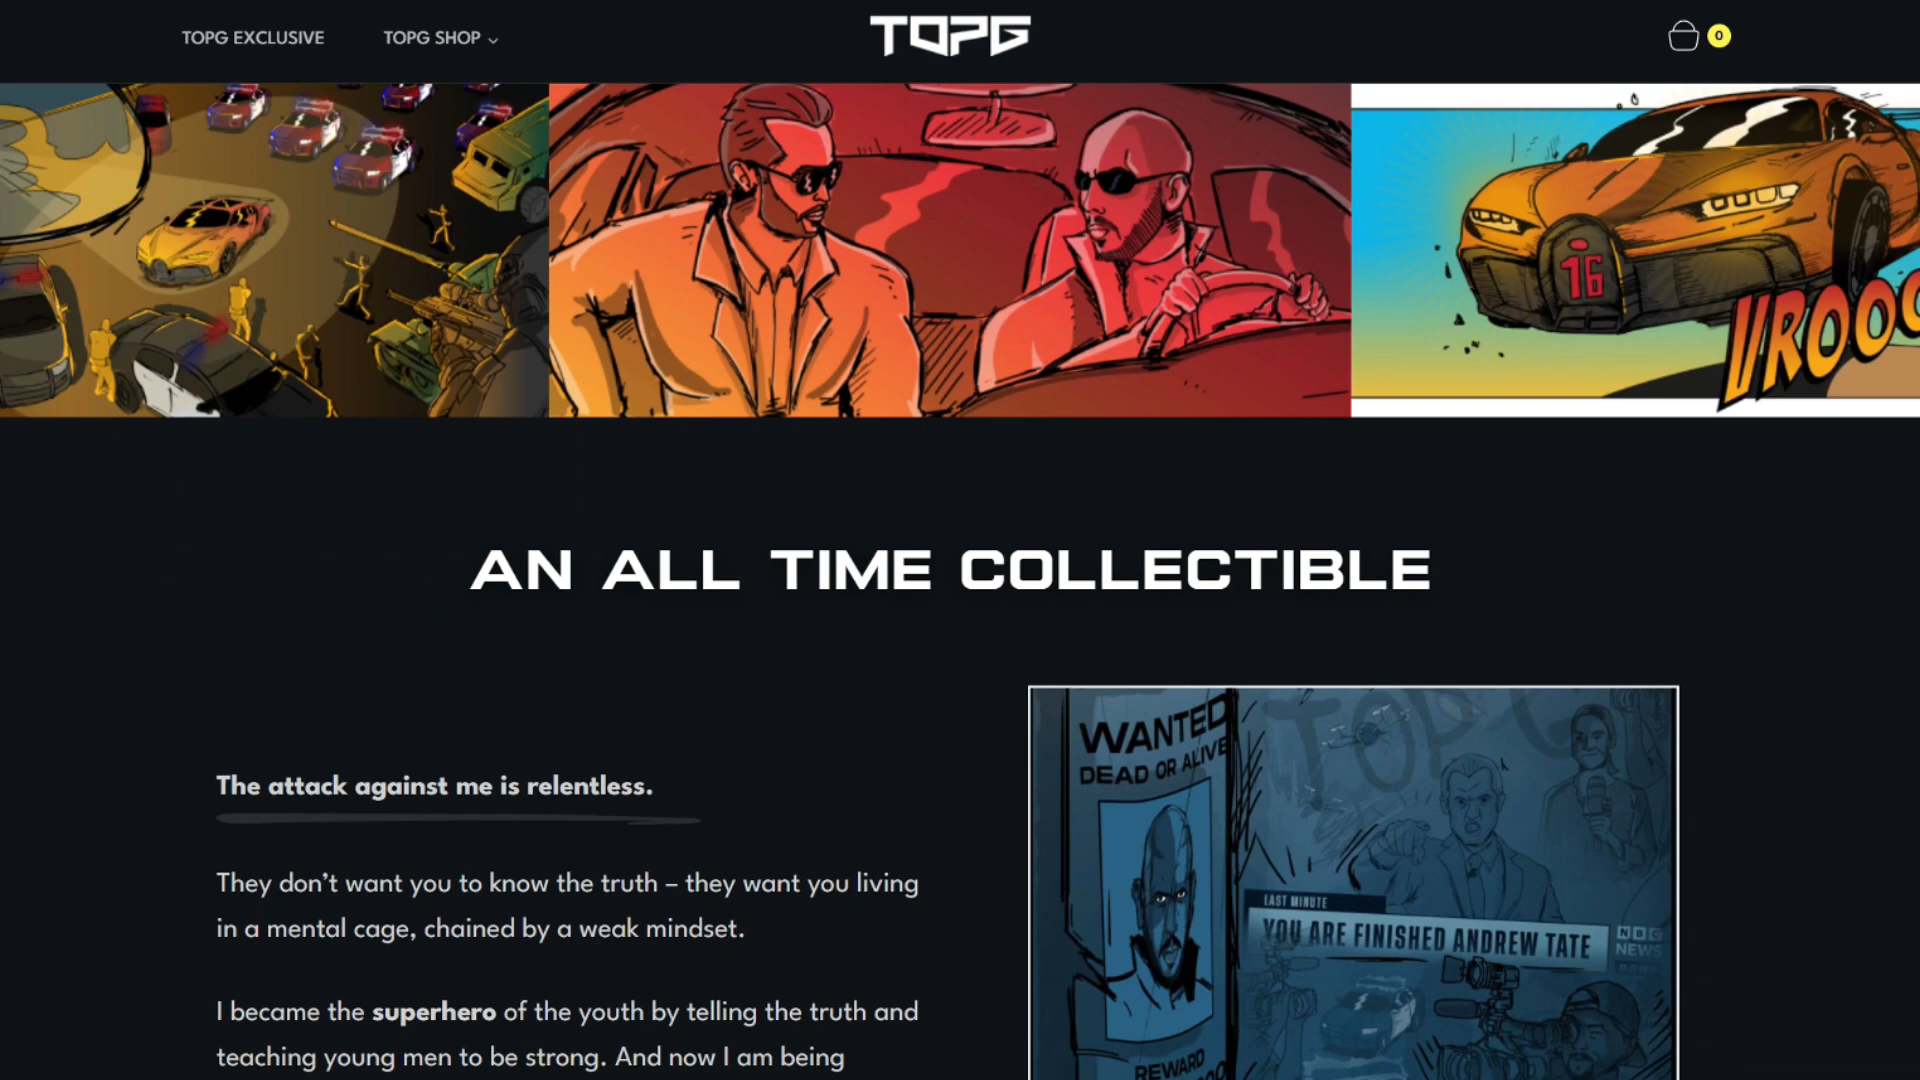 TOPG EXCLUSIVE
TOPG SHOP
TOPG
0
16
AN ALL TIME COLLECTIBLE
The attack against me is relentless.
They don’t want you to know the truth – they want you living
in a mental cage, chained by a weak mindset.
I became the superhero of the youth by telling the truth and
teaching young men to be strong. And now I am being
WANTED
DEAD OR ALIVE
REWARD
TOPG
LAST MINUTE
YOU ARE FINISHED ANDREW TATE
NEWS